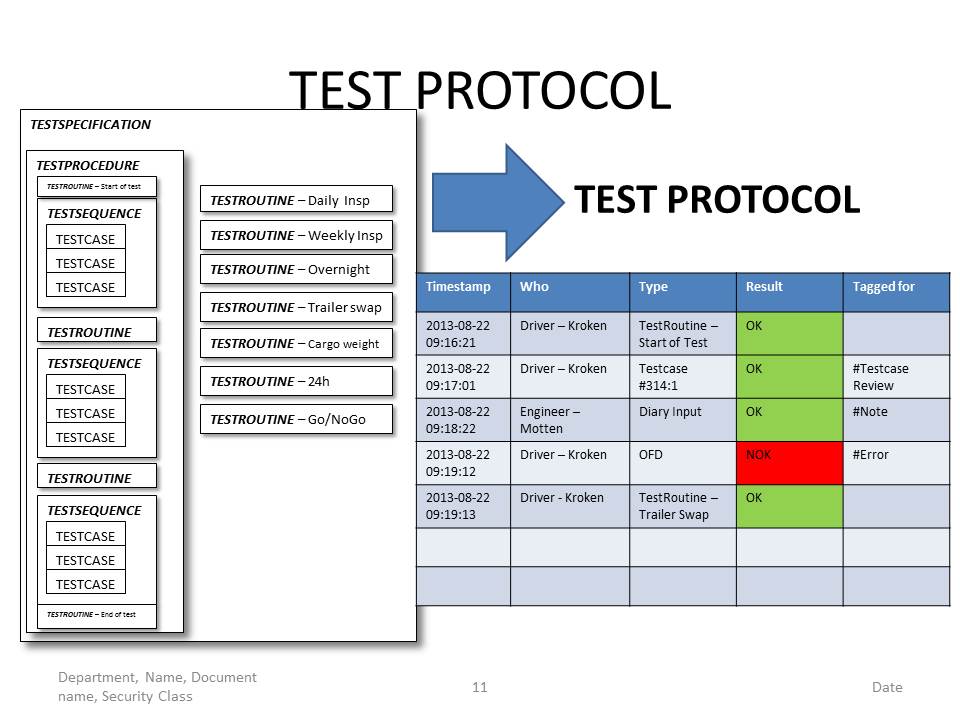 TEST PROTOCOL
TESTSPECIFICATION
TESTPROCEDURE
TESTROUTINE – Start of test
TESTSEQUENCE
TESTCASE
TESTCASE
TESTCASE
TESTROUTINE
TESTSEQUENCE
TESTCASE
TESTCASE
TESTCASE
TESTROUTINE
TESTSEQUENCE
TESTCASE
TESTCASE
TESTCASE
TESTROUTINE – End of test
TESTROUTINE – Daily Insp
TESTROUTINE – Weekly Insp
TESTROUTINE – Overnight
TESTROUTINE – Trailer swap
TESTROUTINE – Cargo weight
TESTROUTINE – 24h
TESTROUTINE – Go/NoGo
TEST PROTOCOL
Timestamp Who Type Result Tagged for
2013-08-22 Driver – Kroken TestRoutine – OK
09:16:21 Start of Test
2013-08-22 Driver – Kroken Testcase OK #Testcase
09:17:01 #314:1 Review
2013-08-22 Engineer – Diary Input OK #Note
09:18:22 Motten
2013-08-22 Driver – Kroken OFD NOK #Error
09:19:12
2013-08-22 Driver - Kroken TestRoutine – OK
09:19:13 Trailer Swap
Department, Name, Document
name, Security Class
11
Date